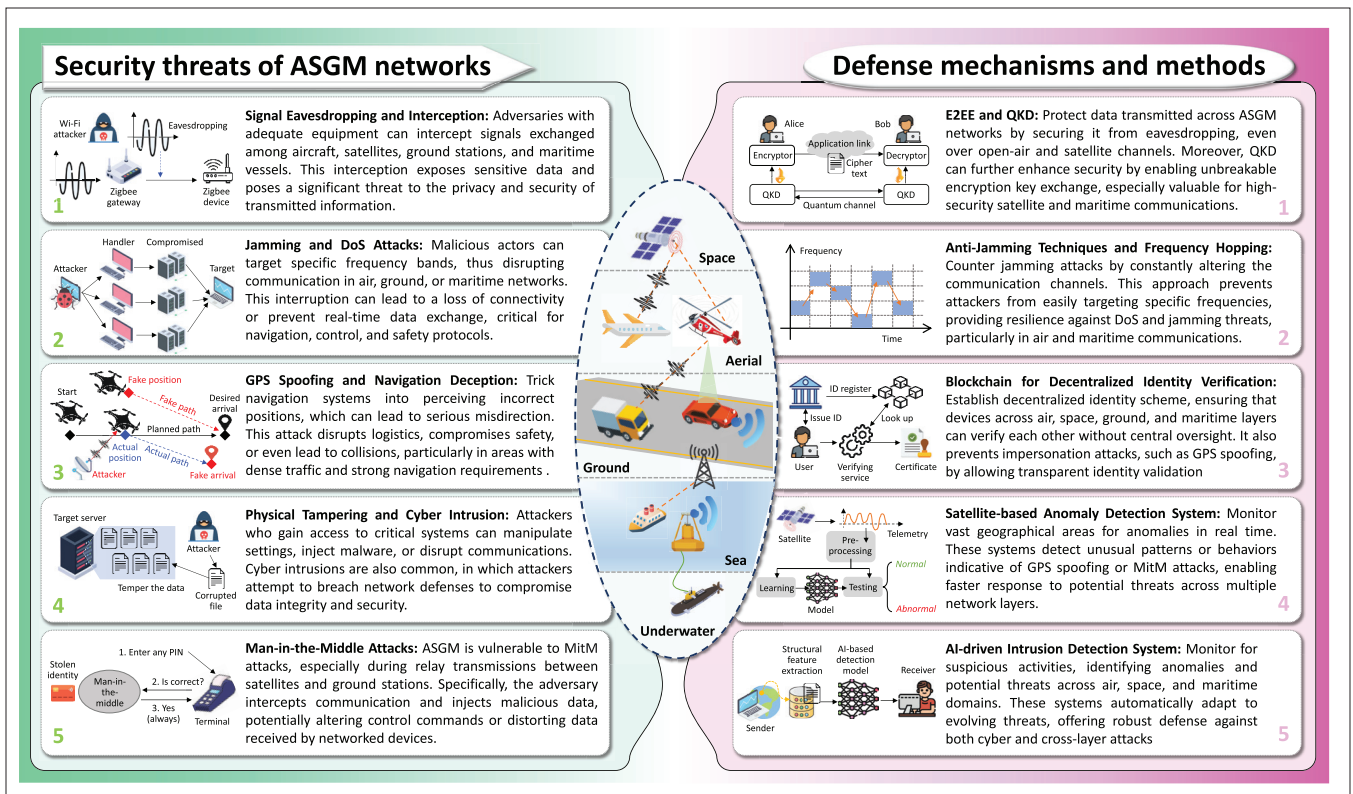 Security threats of ASGM networks
Wi-Fi
attacker
Eavesdropping
Zigbee
gateway
Zigbee
device
1
Signal Eavesdropping and Interception: Adversaries with
adequate equipment can intercept signals exchanged
among aircraft, satellites, ground stations, and maritime
vessels. This interception exposes sensitive data and
poses a significant threat to the privacy and security of
transmitted information.
Handler
Compromised
Attacker
Target
2
Jamming and DoS Attacks: Malicious actors can
target specific frequency bands, thus disrupting
communication in air, ground, or maritime networks.
This interruption can lead to a loss of connectivity
or prevent real-time data exchange, critical for
navigation, control, and safety protocols.
Start
Fake position
Fake path
Desired
arrival
Planned path
Actual
position
Actual path
Attacker
Fake arrival
3
GPS Spoofing and Navigation Deception: Trick
navigation systems into perceiving incorrect
positions, which can lead to serious misdirection.
This attack disrupts logistics, compromises safety,
or even lead to collisions, particularly in areas with
dense traffic and strong navigation requirements .
Target server
Attacker
Temper the data
Corrupted
file
4
Physical Tampering and Cyber Intrusion: Attackers
who gain access to critical systems can manipulate
settings, inject malware, or disrupt communications.
Cyber intrusions are also common, in which attackers
attempt to breach network defenses to compromise
data integrity and security.
Stolen
identity
1. Enter any PIN
Man-in-
the-
middle
2. Is correct?
3. Yes
(always)
Terminal
5
Man-in-the-Middle Attacks: ASGM is vulnerable to MitM
attacks, especially during relay transmissions between
satellites and ground stations. Specifically, the adversary
intercepts communication and injects malicious data,
potentially altering control commands or distorting data
received by networked devices.
Space
Aerial
Ground
Sea
Underwater
Defense mechanisms and methods
Alice
Bob
Application link
Encryptor
Decryptor
Cipher
text
QKD
QKD
Quantum channel
E2EE and QKD: Protect data transmitted across ASGM
networks by securing it from eavesdropping, even
over open-air and satellite channels. Moreover, QKD
can further enhance security by enabling unbreakable
encryption key exchange, especially valuable for high-
security satellite and maritime communications.
1
Frequency
Time
Anti-Jamming Techniques and Frequency Hopping:
Counter jamming attacks by constantly altering the
communication channels. This approach prevents
attackers from easily targeting specific frequencies,
providing resilience against DoS and jamming threats,
particularly in air and maritime communications.
2
ID register
Issue ID
Look up
User
Verifying
service
Certificate
Blockchain for Decentralized Identity Verification:
Establish decentralized identity scheme, ensuring that
devices across air, space, ground, and maritime layers
can verify each other without central oversight. It also
prevents impersonation attacks, such as GPS spoofing,
by allowing transparent identity validation
3
Satellite
Telemetry
Pre-
processing
Normal
Learning
Model
Testing
Abnormal
Satellite-based Anomaly Detection System: Monitor
vast geographical areas for anomalies in real time.
These systems detect unusual patterns or behaviors
indicative of GPS spoofing or MitM attacks, enabling
faster response to potential threats across multiple
network layers.
4
Structural
feature
extraction
AI-based
detection
model
Receiver
Sender
AI-driven Intrusion Detection System: Monitor for
suspicious activities, identifying anomalies and
potential threats across air, space, and maritime
domains. These systems automatically adapt to
evolving threats, offering robust defense against
both cyber and cross-layer attacks
5